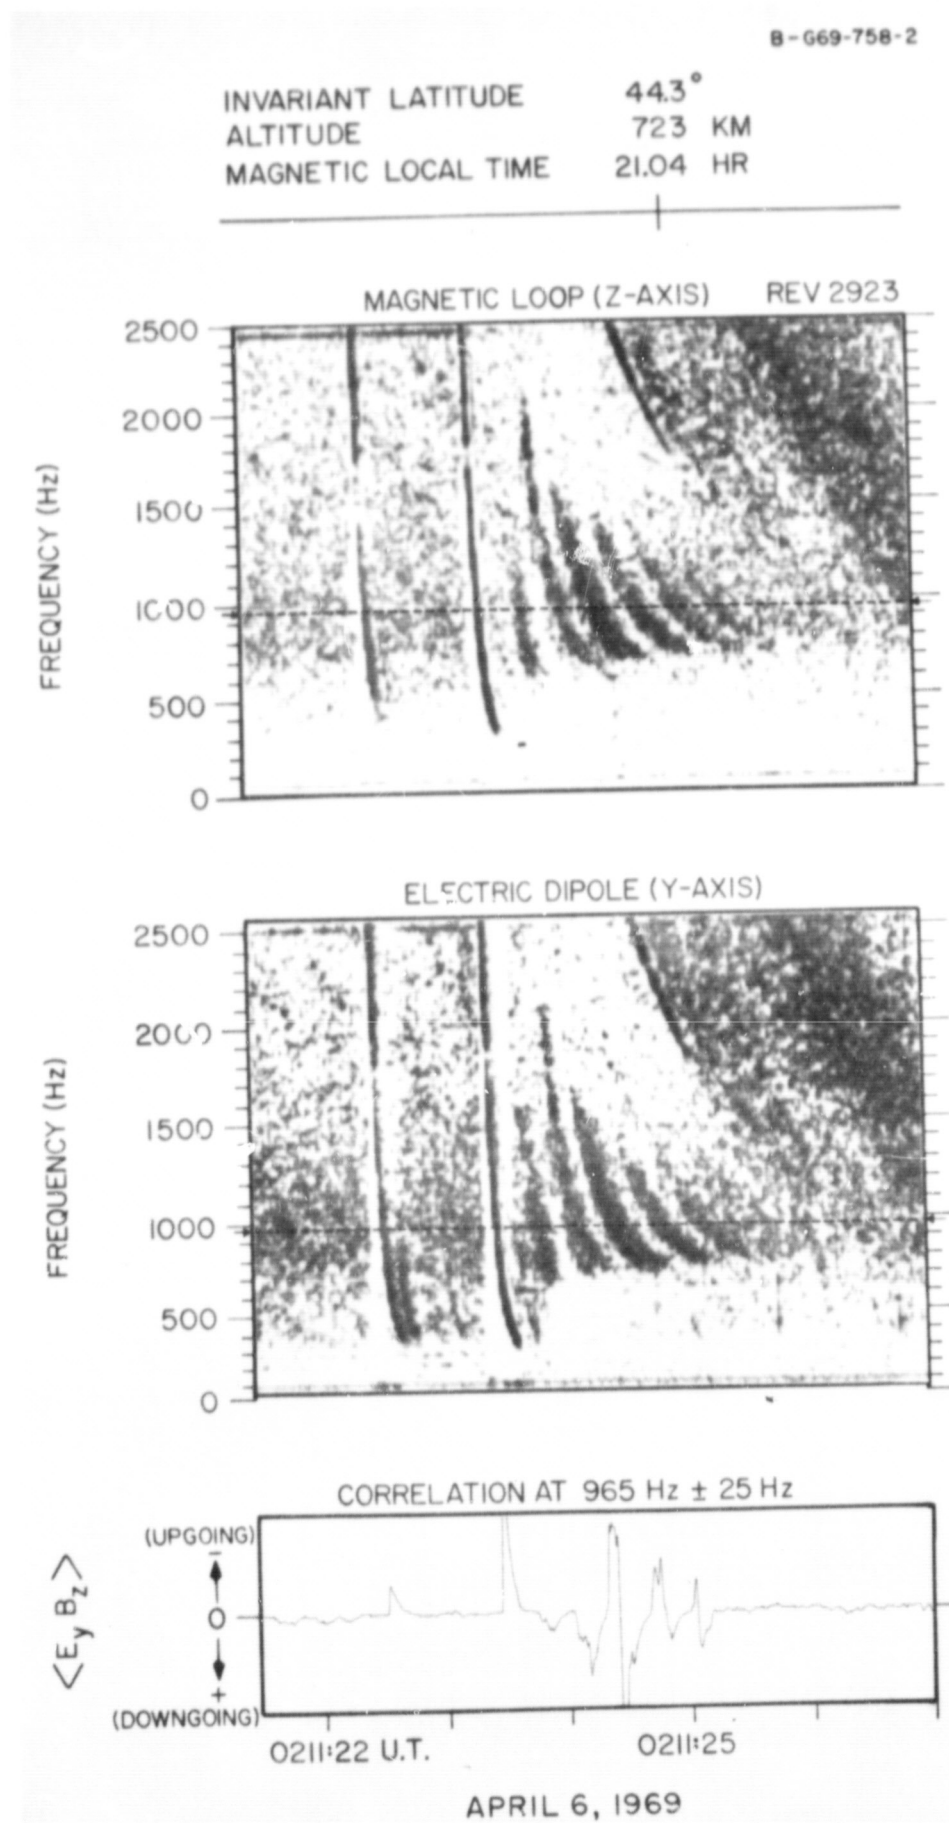 B-G69-758-2
INVARIANT LATITUDE 44.3°
ALTITUDE 723 KM
MAGNETIC LOCAL TIME 21.04 HR
MAGNETIC LOOP (Z-AXIS) REV 2923
FREQUENCY (Hz)
2500
2000
1500
1000
500
0
ELECTRIC DIPOLE (Y-AXIS)
FREQUENCY (Hz)
2500
2000
1500
1000
500
0
CORRELATION AT 965 Hz ± 25 Hz
<E_y B_z>
(UPGOING)
−
0
+
(DOWNGOING)
0211:22 U.T. 0211:25
APRIL 6, 1969